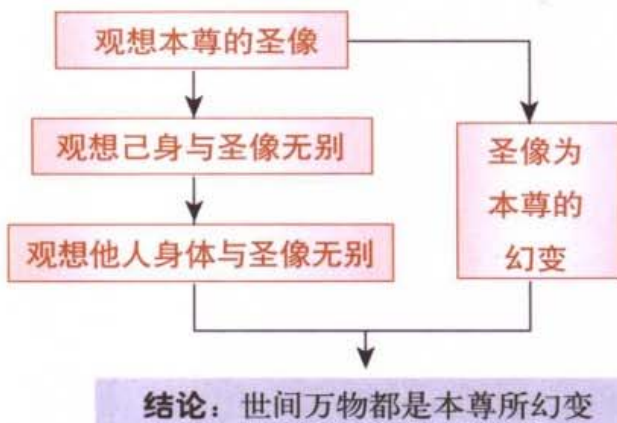 观想本尊的圣像
观想己身与圣像无别
观想他人身体与圣像无别
圣像为
本尊的
幻变
结论：世间万物都是本尊所幻变